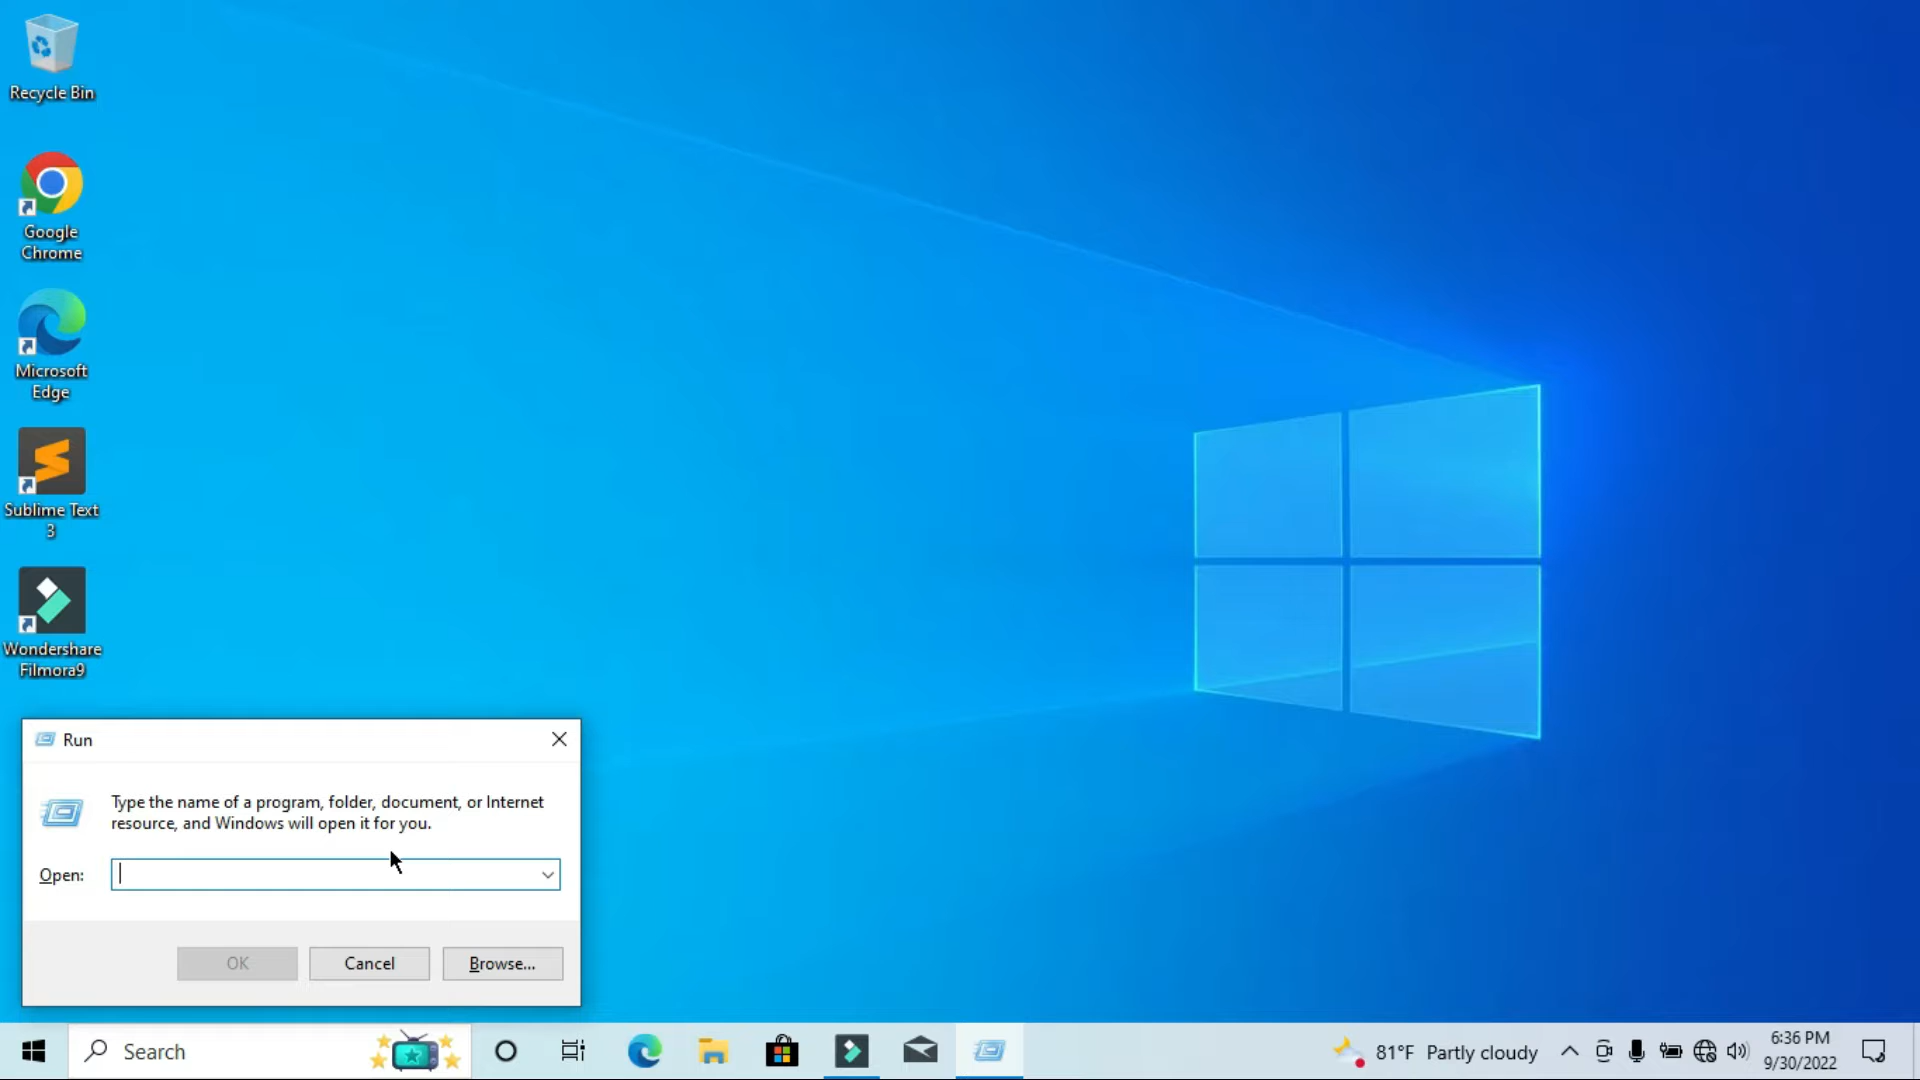 Recycle Bin
Google
Chrome
Microsoft
Edge
Sublime Text
3
Wondershare
Filmora9
Run
Type the name of a program, folder, document, or Internet
resource, and Windows will open it for you.
Open:
OK
Cancel
Browse...
Search
81°F Partly cloudy
6:36 PM
9/30/2022